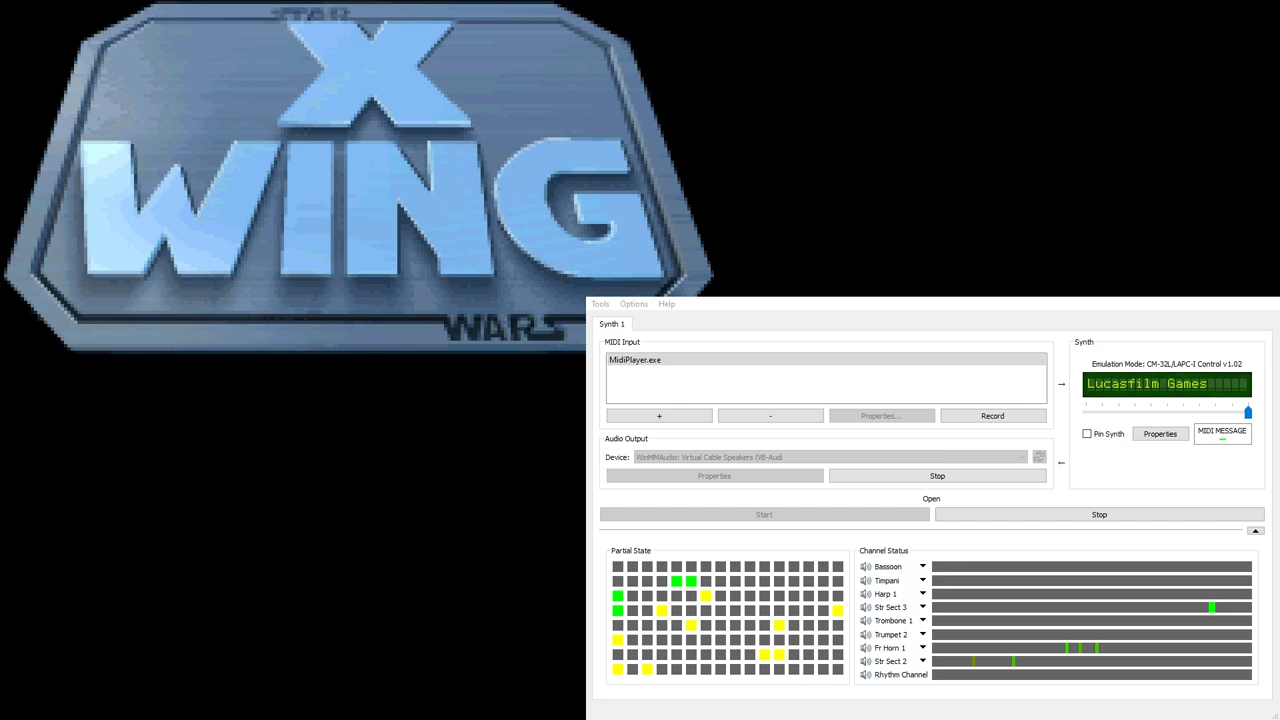 STAR
X
WING
WARS
Tools Options Help
Synth 1
MIDI Input
MidiPlayer.exe
+ - Properties... Record
Audio Output
Device: WinMMAudio: Virtual Cable Speakers (VB-Audi
Properties Stop
Synth
Emulation Mode: CM-32L/LAPC-I Control v1.02
Lucasfilm Games
Pin Synth Properties MIDI MESSAGE
Open
Start Stop
Partial State
Channel Status
Bassoon
Timpani
Harp 1
Str Sect 3
Trombone 1
Trumpet 2
Fr Horn 1
Str Sect 2
Rhythm Channel